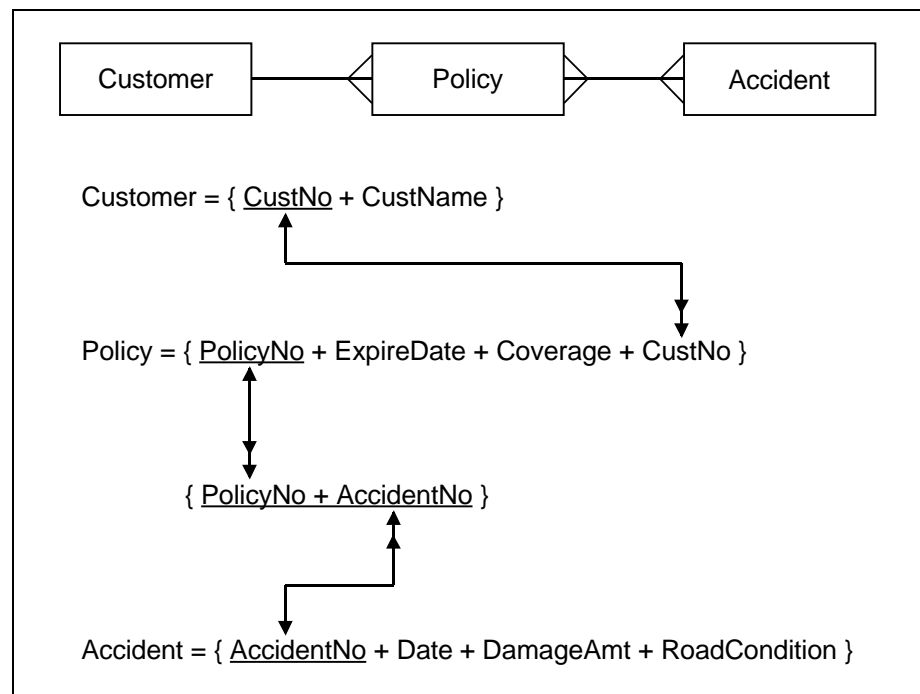 Customer Policy Accident
Customer = { CustNo + CustName }
Policy = { PolicyNo + ExpireDate + Coverage + CustNo }
{ PolicyNo + AccidentNo }
Accident = { AccidentNo + Date + DamageAmt + RoadCondition }